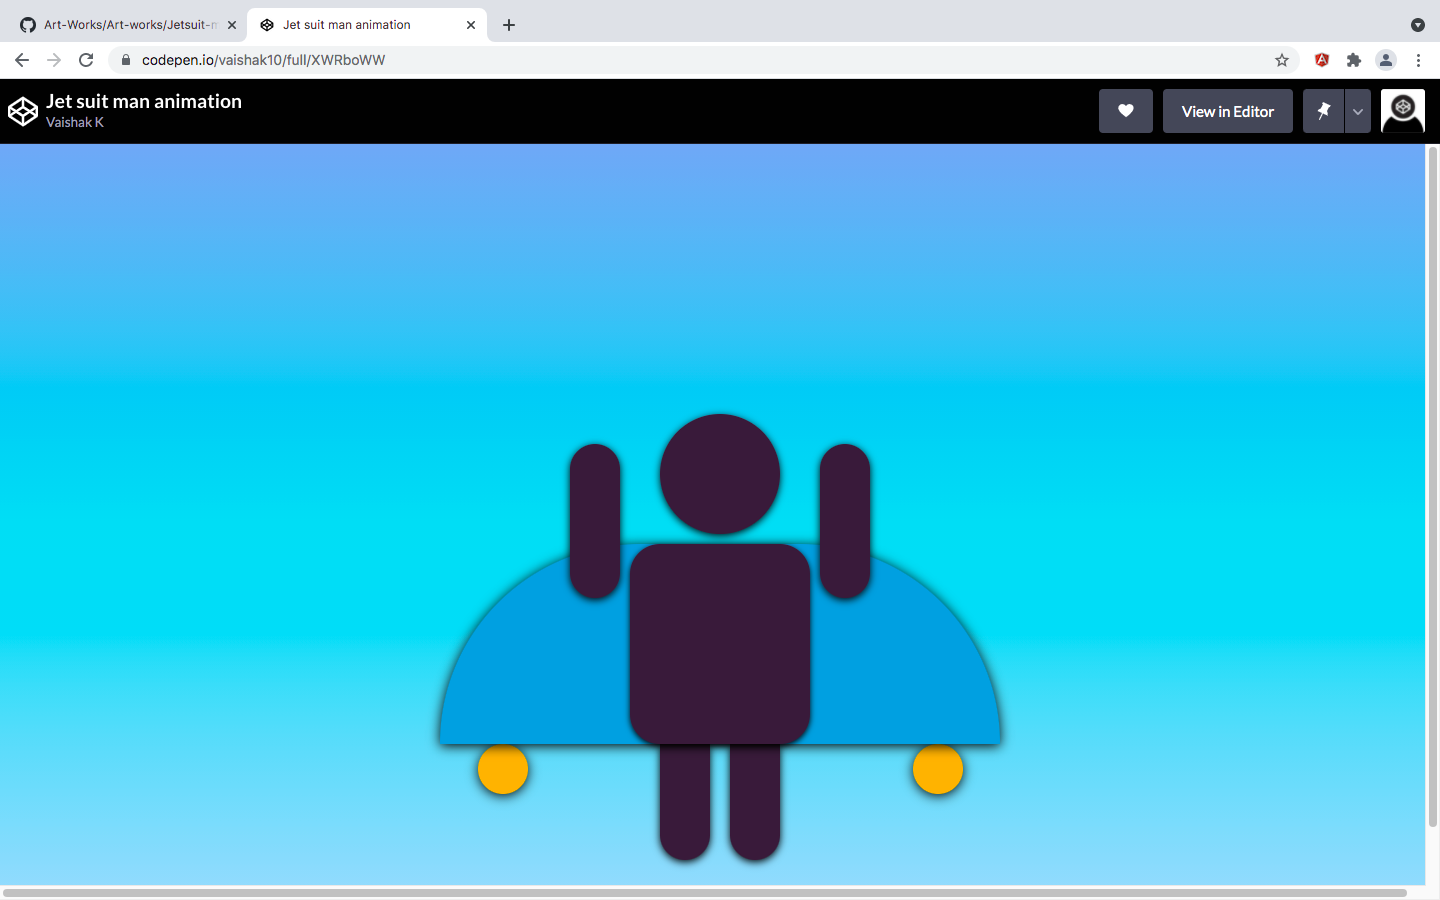 Art-Works/Art-works/Jetsuit-m
Jet suit man animation
codepen.io/vaishak10/full/XWRboWW
Jet suit man animation
Vaishak K
View in Editor